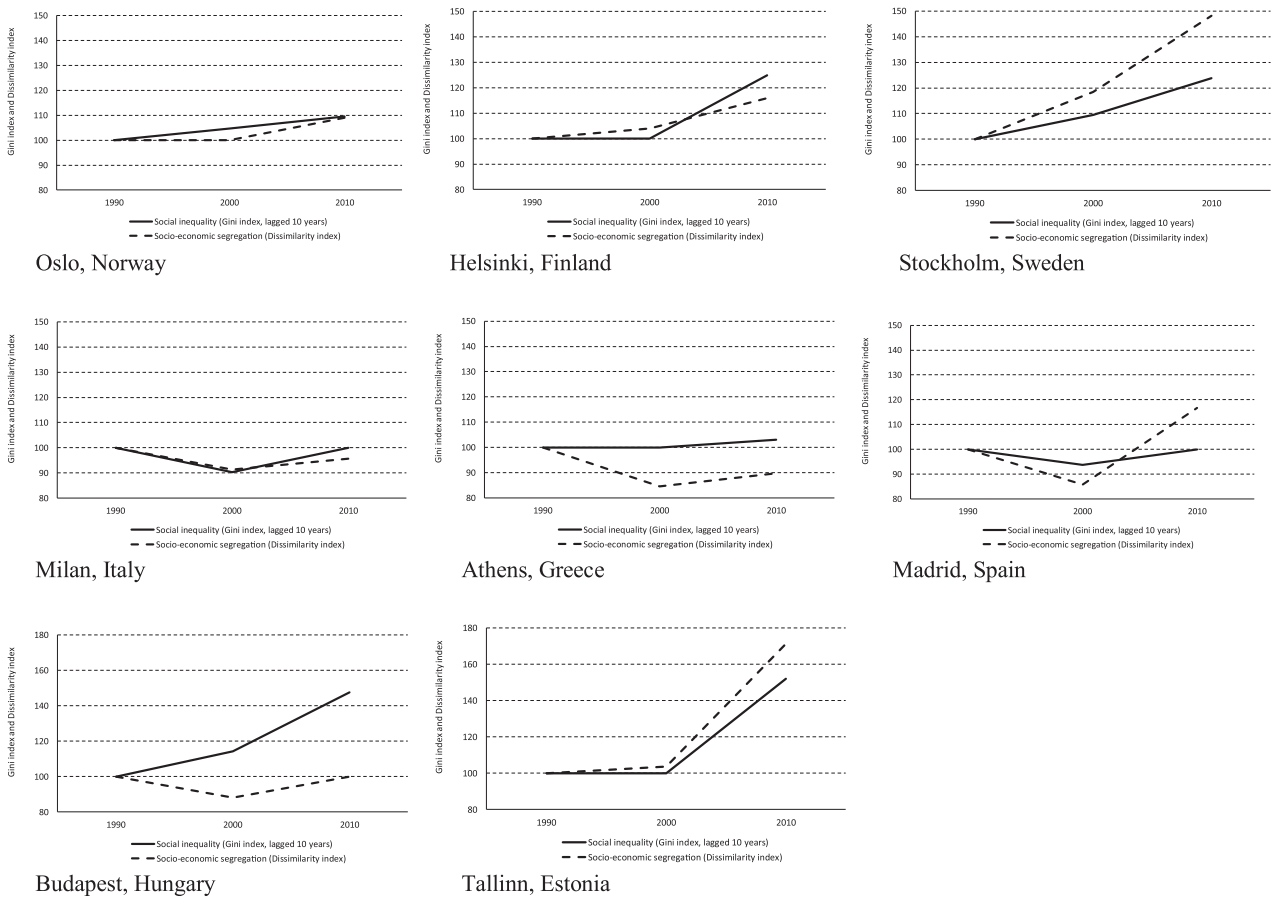 Gini index and Dissimilarity index
150
140
130
120
110
100
90
80
1990
2000
2010
Social inequality (Gini index, lagged 10 years)
Socio-economic segregation (Dissimilarity index)
Oslo, Norway
Gini index and Dissimilarity index
150
140
130
120
110
100
90
80
1990
2000
2010
Social inequality (Gini index, lagged 10 years)
Socio-economic segregation (Dissimilarity index)
Helsinki, Finland
Gini index and Dissimilarity index
150
140
130
120
110
100
90
80
1990
2000
2010
Social inequality (Gini index, lagged 10 years)
Socio-economic segregation (Dissimilarity index)
Stockholm, Sweden
Gini index and Dissimilarity index
150
140
130
120
110
100
90
80
1990
2000
2010
Social inequality (Gini index, lagged 10 years)
Socio-economic segregation (Dissimilarity index)
Milan, Italy
Gini index and Dissimilarity index
150
140
130
120
110
100
90
80
1990
2000
2010
Social inequality (Gini index, lagged 10 years)
Socio-economic segregation (Dissimilarity index)
Athens, Greece
Gini index and Dissimilarity index
150
140
130
120
110
100
90
80
1990
2000
2010
Social inequality (Gini index, lagged 10 years)
Socio-economic segregation (Dissimilarity index)
Madrid, Spain
Gini index and Dissimilarity index
180
160
140
120
100
80
1990
2000
2010
Social inequality (Gini index, lagged 10 years)
Socio-economic segregation (Dissimilarity index)
Budapest, Hungary
Gini index and Dissimilarity index
180
160
140
120
100
80
1990
2000
2010
Social inequality (Gini index, lagged 10 years)
Socio-economic segregation (Dissimilarity index)
Tallinn, Estonia